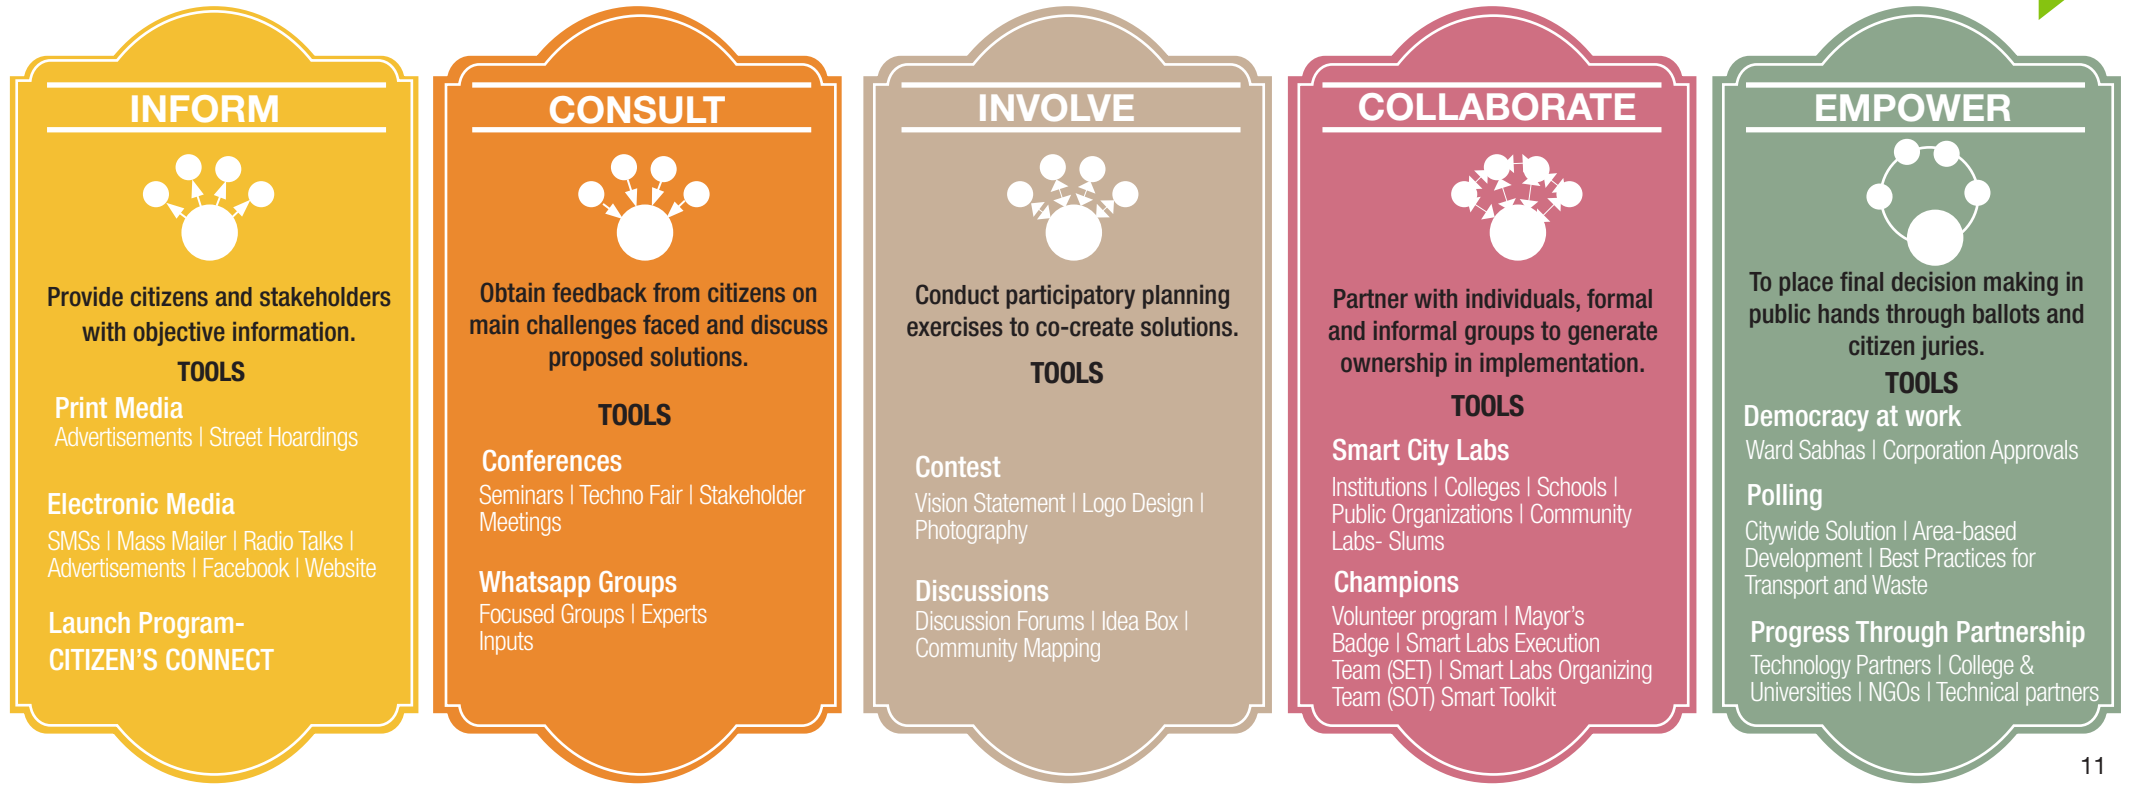 INFORM
Provide citizens and stakeholders
with objective information.
TOOLS
Print Media
Advertisements | Street Hoardings
Electronic Media
SMSs | Mass Mailer | Radio Talks |
Advertisements | Facebook | Website
Launch Program-
CITIZEN'S CONNECT
CONSULT
Obtain feedback from citizens on
main challenges faced and discuss
proposed solutions.
TOOLS
Conferences
Seminars | Techno Fair | Stakeholder
Meetings
Whatsapp Groups
Focused Groups | Experts
Inputs
INVOLVE
Conduct participatory planning
exercises to co-create solutions.
TOOLS
Contest
Vision Statement | Logo Design |
Photography
Discussions
Discussion Forums | Idea Box |
Community Mapping
COLLABORATE
Partner with individuals, formal
and informal groups to generate
ownership in implementation.
TOOLS
Smart City Labs
Institutions | Colleges | Schools |
Public Organizations | Community
Labs- Slums
Champions
Volunteer program | Mayor's
Badge | Smart Labs Execution
Team (SET) | Smart Labs Organizing
Team (SOT) Smart Toolkit
EMPOWER
To place final decision making in
public hands through ballots and
citizen juries.
TOOLS
Democracy at work
Ward Sabhas | Corporation Approvals
Polling
Citywide Solution | Area-based
Development | Best Practices for
Transport and Waste
Progress Through Partnership
Technology Partners | College &
Universities | NGOs | Technical partners
11